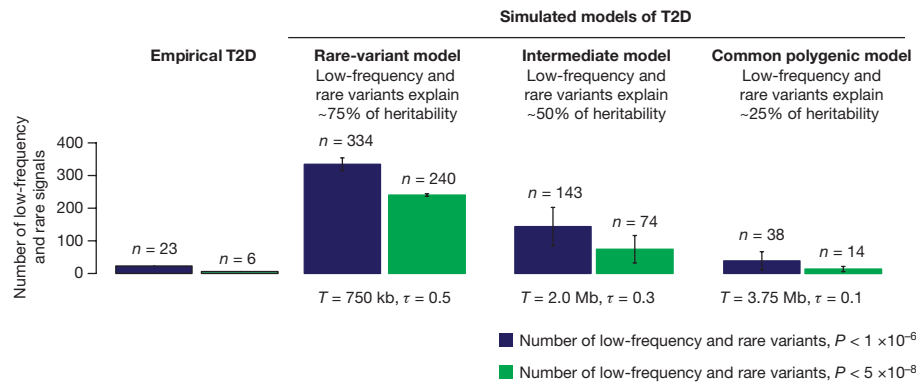 Simulated models of T2D
Empirical T2D
Rare-variant model
Low-frequency and
rare variants explain
~75% of heritability
Intermediate model
Low-frequency and
rare variants explain
~50% of heritability
Common polygenic model
Low-frequency and
rare variants explain
~25% of heritability
Number of low-frequency
and rare signals
400
300
200
100
0
n = 23
n = 6
n = 334
n = 240
n = 143
n = 74
n = 38
n = 14
T = 750 kb, τ = 0.5
T = 2.0 Mb, τ = 0.3
T = 3.75 Mb, τ = 0.1
Number of low-frequency and rare variants, P < 1 ×10⁻⁶
Number of low-frequency and rare variants, P < 5 ×10⁻⁸